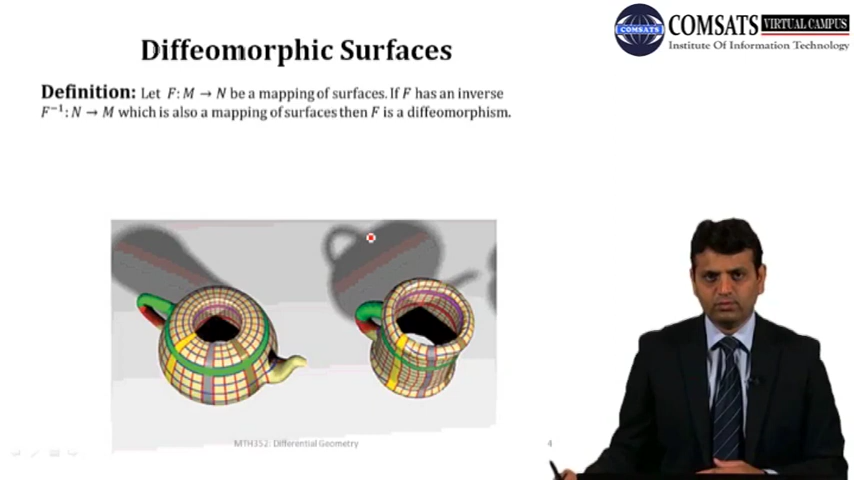 Diffeomorphic Surfaces
COMSATS
COMSATS VIRTUAL CAMPUS
Institute Of Information Technology
Definition: Let F: M → N be a mapping of surfaces. If F has an inverse
F⁻¹: N → M which is also a mapping of surfaces then F is a diffeomorphism.
MTH352: Differential Geometry
4